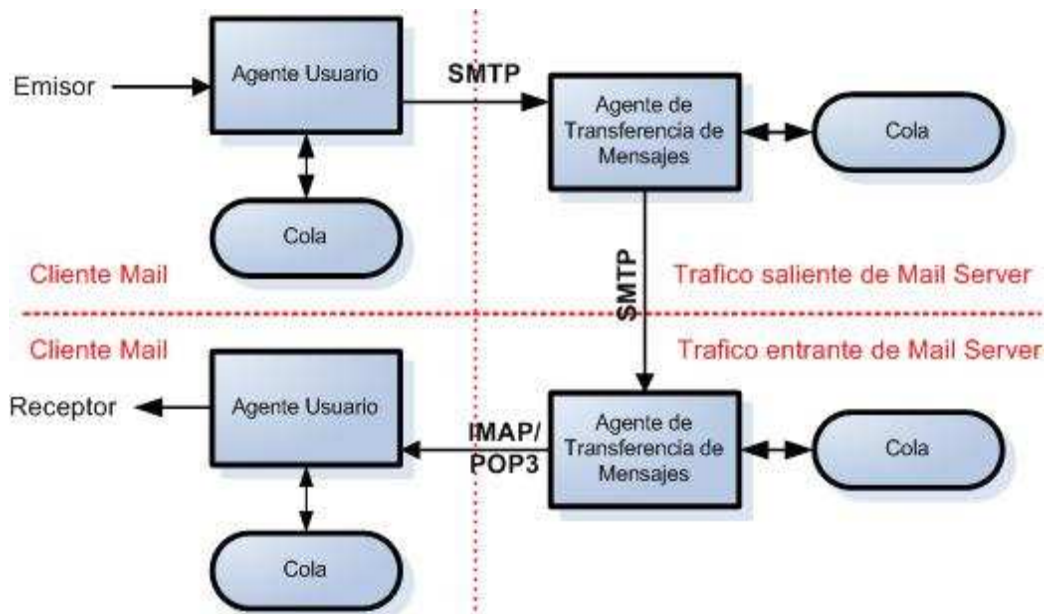 Emisor
Agente Usuario
SMTP
Agente de
Transferencia de
Mensajes
Cola
Cola
Cliente Mail
SMTP
Trafico saliente de Mail Server
Cliente Mail
Trafico entrante de Mail Server
Receptor
Agente Usuario
IMAP/
POP3
Agente de
Transferencia de
Mensajes
Cola
Cola